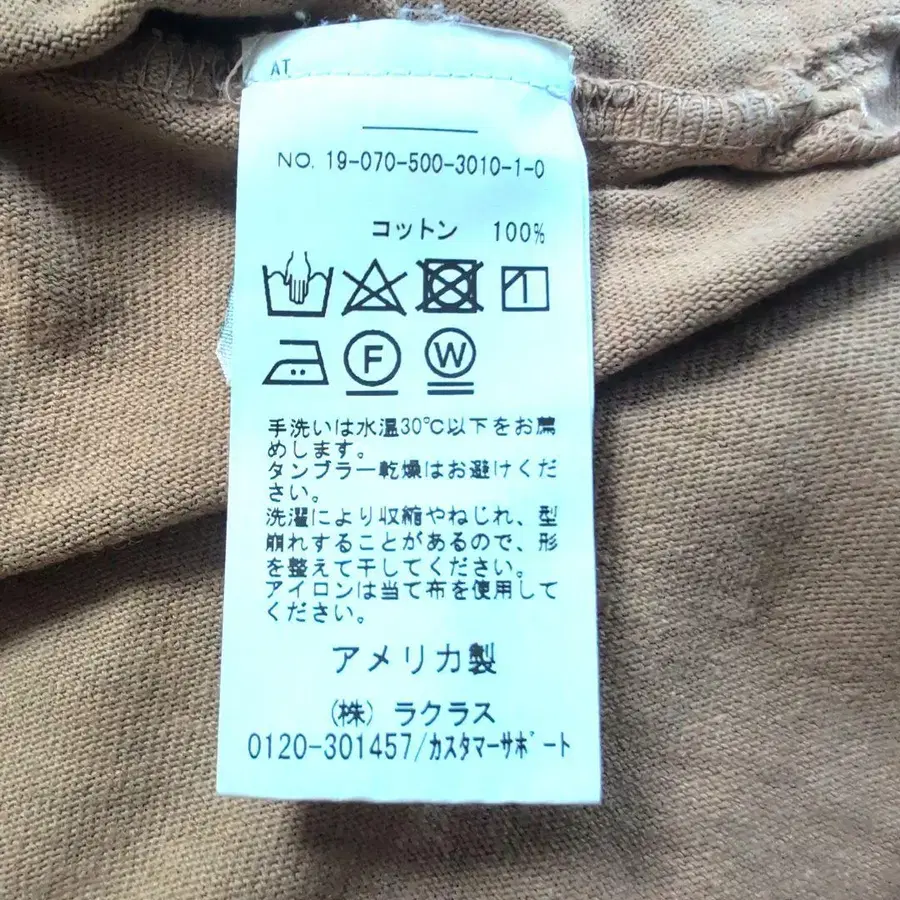 AT
NO. 19-070-500-3010-1-0
コットン 100%
F W
手洗いは水温30℃以下をお薦
めします。
タンブラー乾燥はお避けくだ
さい。
洗濯により収縮やねじれ、型
崩れすることがあるので、形
を整えて干してください。
アイロンは当て布を使用して
ください。
アメリカ製
(株) ラクラス
0120-301457/カスタマーサポート